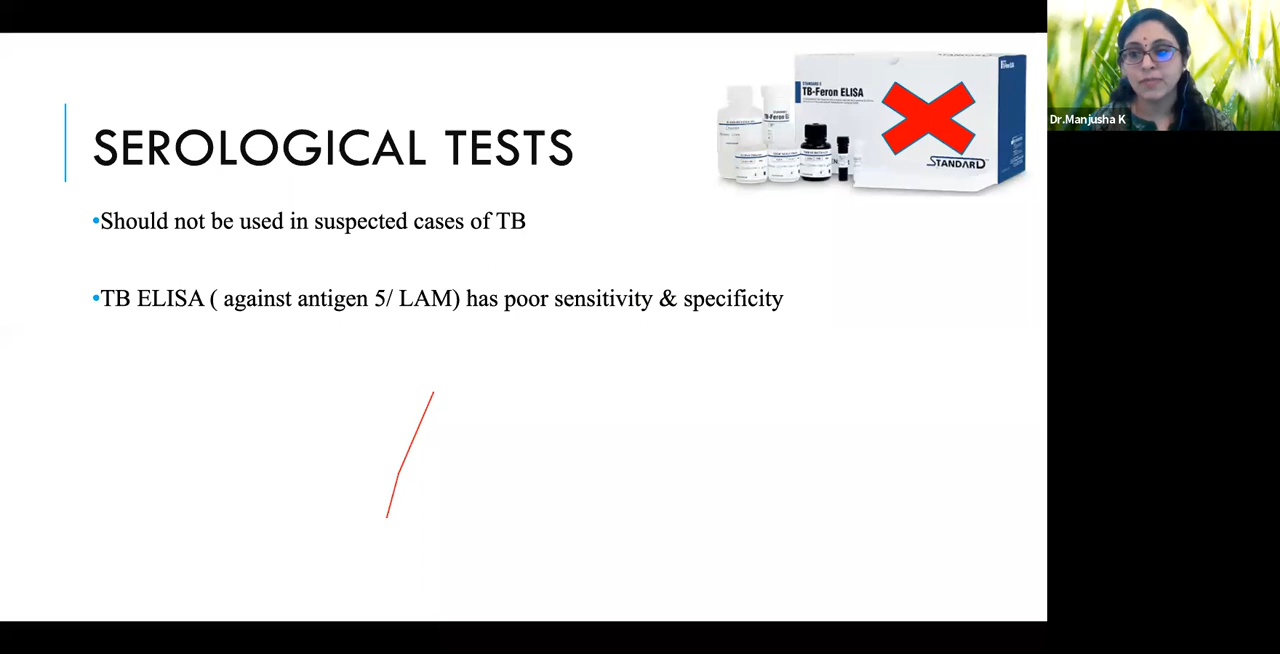 SEROLOGICAL TESTS
•Should not be used in suspected cases of TB
•TB ELISA ( against antigen 5/ LAM) has poor sensitivity & specificity
TB-Feron ELISA
STANDARD
Dr.Manjusha K